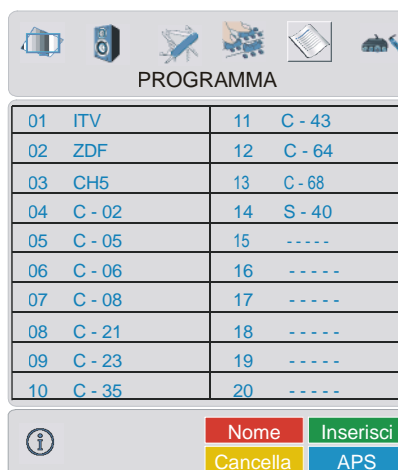 PROGRAMMA
01 ITV 11 C - 43
02 ZDF 12 C - 64
03 CH5 13 C - 68
04 C - 02 14 S - 40
05 C - 05 15 - - - - -
06 C - 06 16 - - - - -
07 C - 08 17 - - - - -
08 C - 21 18 - - - - -
09 C - 23 19 - - - - -
10 C - 35 20 - - - - -
Nome Inserisci
Cancella APS